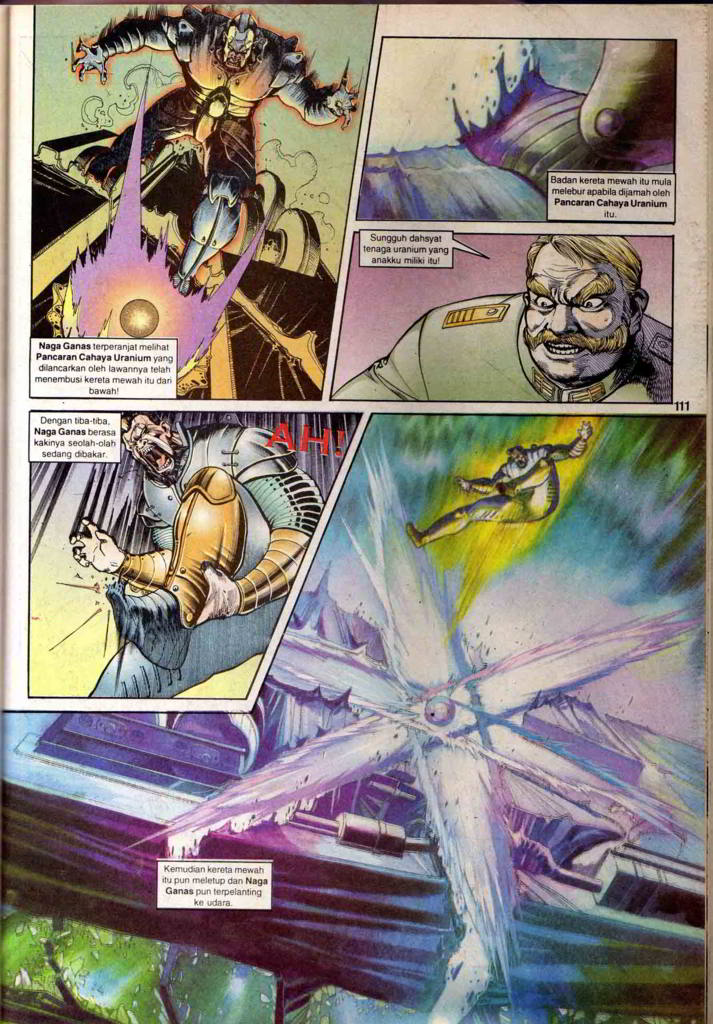 Naga Ganas terperanjat melihat
Pancaran Cahaya Uranium yang
dilancarkan oleh lawannya telah
menembusi kereta mewah itu dari
bawah!
Badan kereta mewah itu mula
melebur apabila dijamah oleh
Pancaran Cahaya Uranium
itu.
Sungguh dahsyat
tenaga uranium yang
anakku miliki itu!
111
Dengan tiba-tiba,
Naga Ganas berasa
kakinya seolah-olah
sedang dibakar.
AH!
Kemudian kereta mewah
itu pun meletup dan Naga
Ganas pun terpelanting
ke udara.